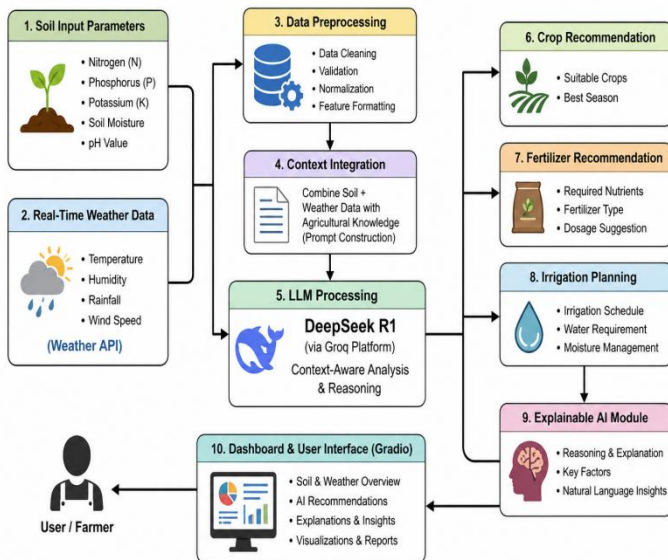 1. Soil Input Parameters
• Nitrogen (N)
• Phosphorus (P)
• Potassium (K)
• Soil Moisture
• pH Value
2. Real-Time Weather Data
• Temperature
• Humidity
• Rainfall
• Wind Speed
(Weather API)
3. Data Preprocessing
• Data Cleaning
• Validation
• Normalization
• Feature Formatting
4. Context Integration
Combine Soil +
Weather Data with
Agricultural Knowledge
(Prompt Construction)
5. LLM Processing
DeepSeek R1
(via Groq Platform)
Context-Aware Analysis
& Reasoning
6. Crop Recommendation
• Suitable Crops
• Best Season
7. Fertilizer Recommendation
• Required Nutrients
• Fertilizer Type
• Dosage Suggestion
8. Irrigation Planning
• Irrigation Schedule
• Water Requirement
• Moisture Management
9. Explainable AI Module
• Reasoning & Explanation
• Key Factors
• Natural Language Insights
10. Dashboard & User Interface (Gradio)
• Soil & Weather Overview
• AI Recommendations
• Explanations & Insights
• Visualizations & Reports
User / Farmer